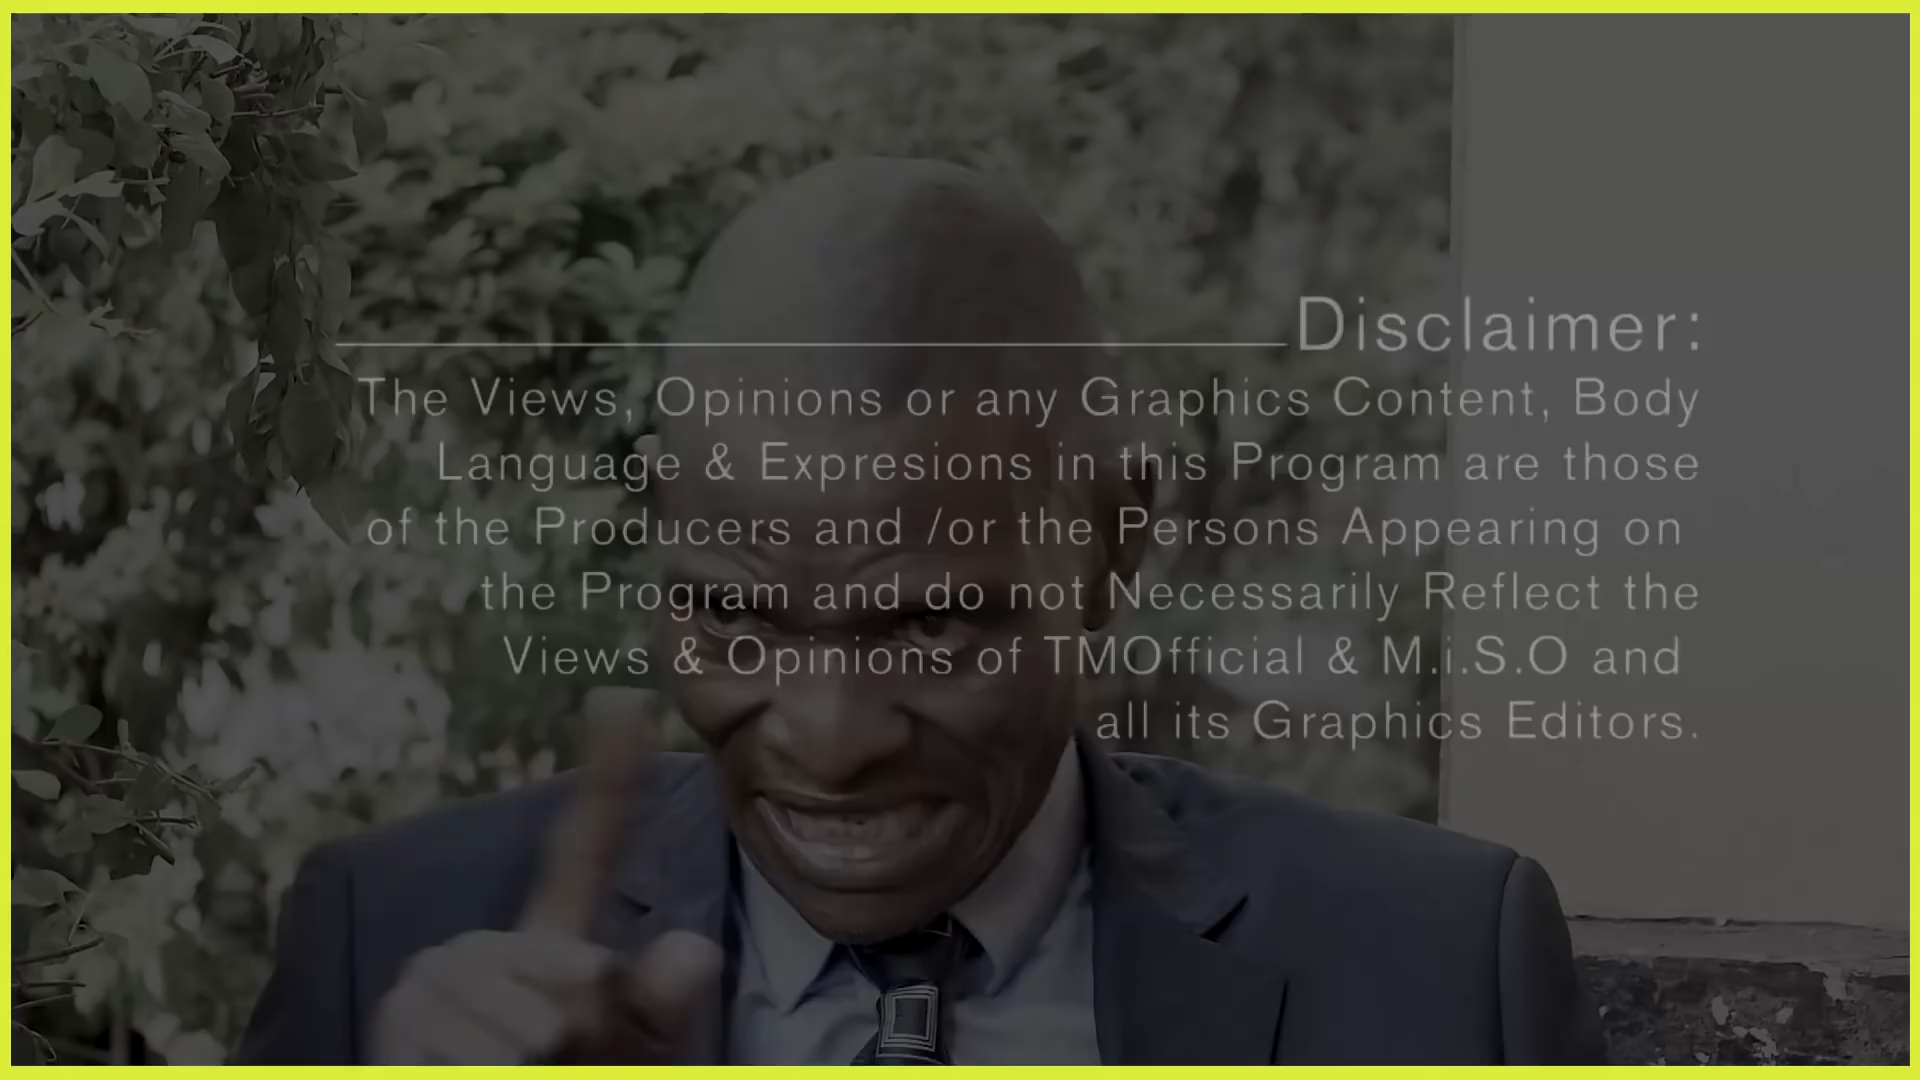 Disclaimer:
The Views, Opinions or any Graphics Content, Body
Language & Expresions in this Program are those
of the Producers and /or the Persons Appearing on
the Program and do not Necessarily Reflect the
Views & Opinions of TMOfficial & M.i.S.O and
all its Graphics Editors.